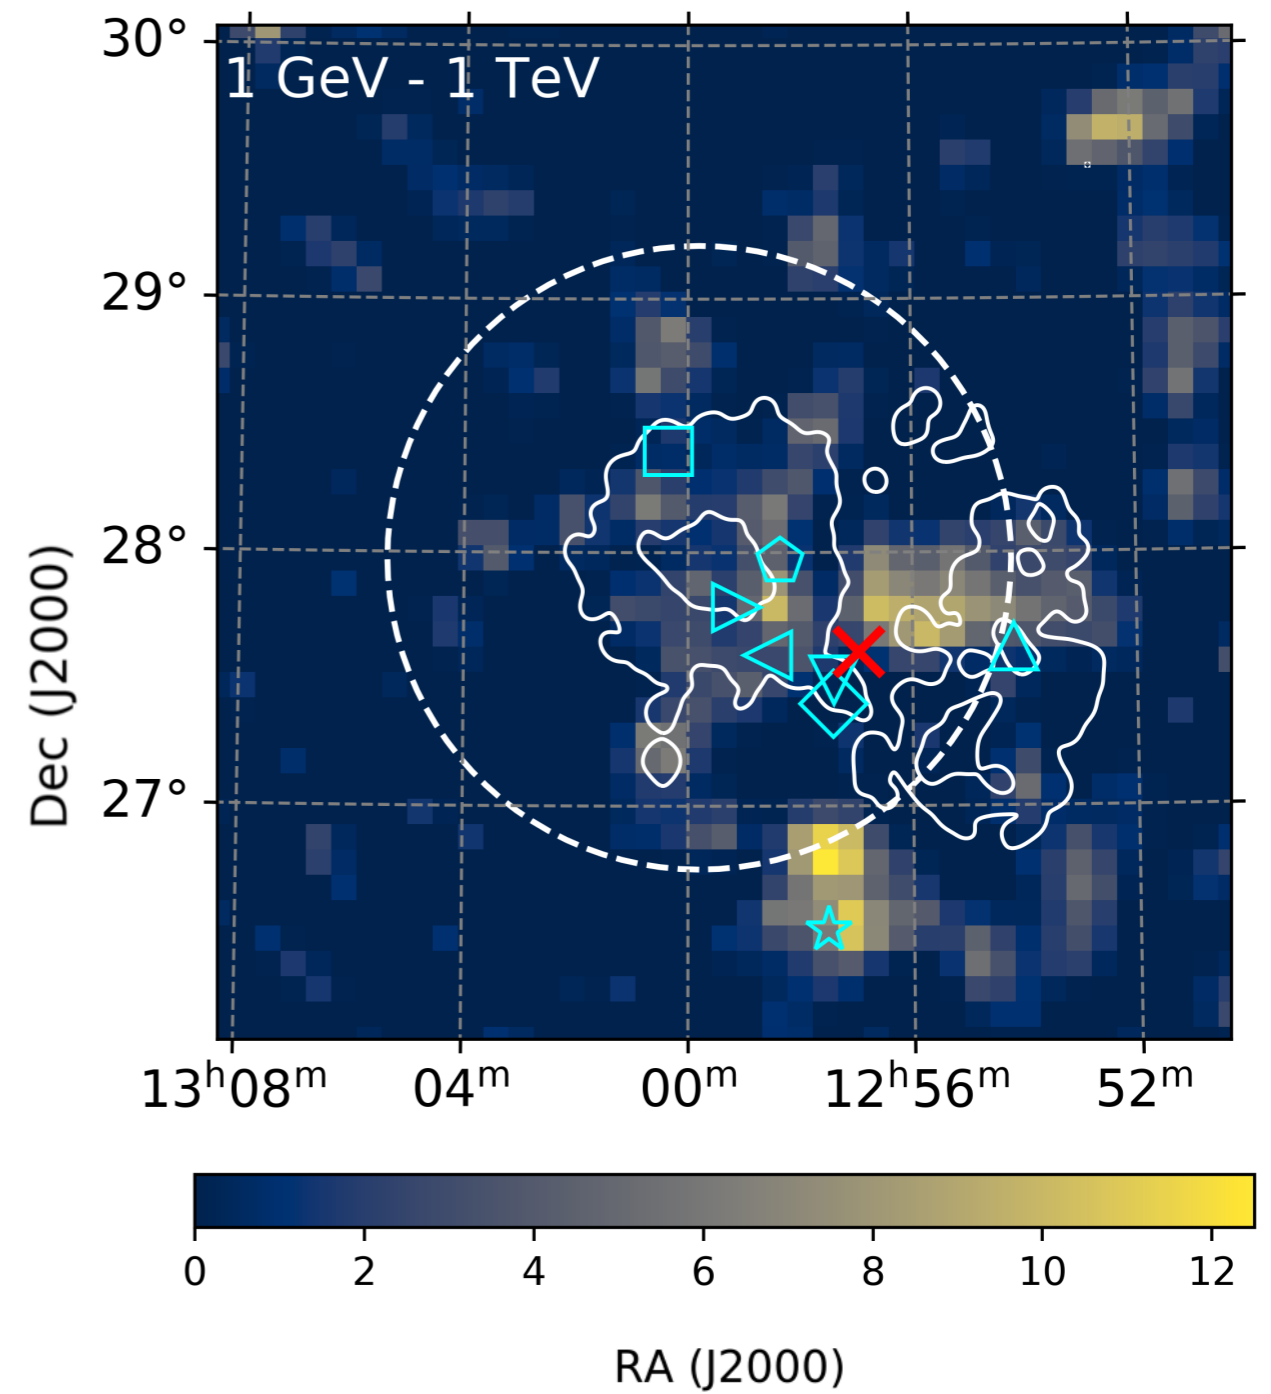 30°
1 GeV - 1 TeV
29°
28°
27°
Dec (J2000)
13ʰ08ᵐ 04ᵐ 00ᵐ 12ʰ56ᵐ 52ᵐ
0 2 4 6 8 10 12
RA (J2000)